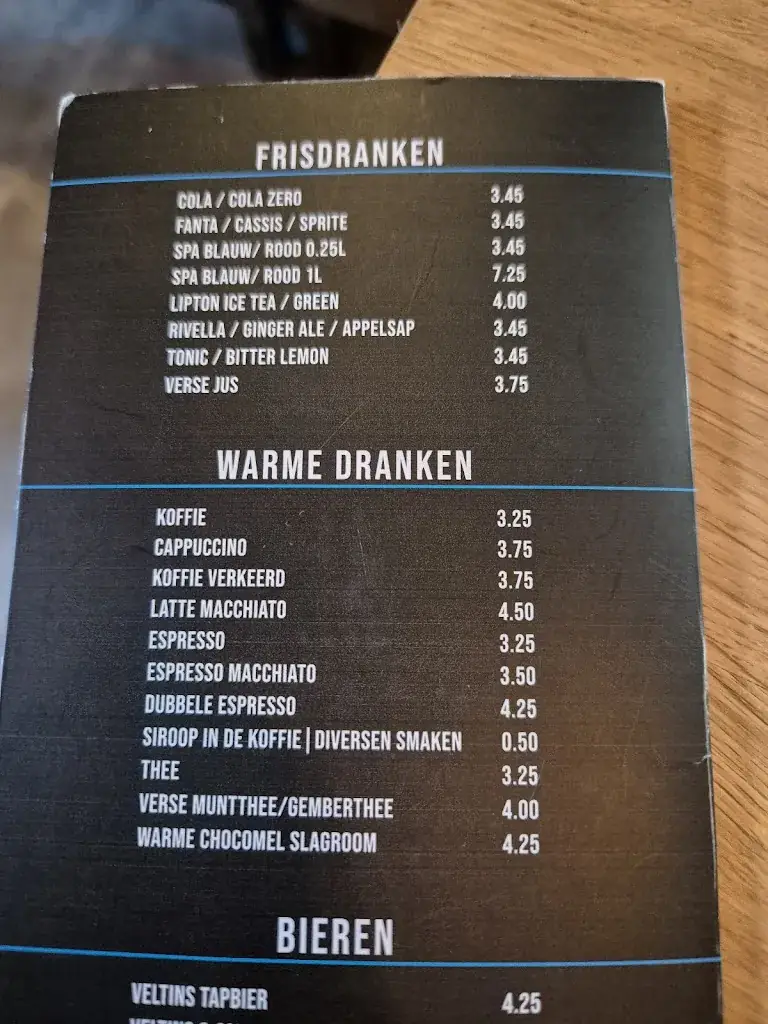 FRISDRANKEN
COLA / COLA ZERO 3.45
FANTA / CASSIS / SPRITE 3.45
SPA BLAUW/ ROOD 0.25L 3.45
SPA BLAUW/ ROOD 1L 7.25
LIPTON ICE TEA / GREEN 4.00
RIVELLA / GINGER ALE / APPELSAP 3.45
TONIC / BITTER LEMON 3.45
VERSE JUS 3.75
WARME DRANKEN
KOFFIE 3.25
CAPPUCCINO 3.75
KOFFIE VERKEERD 3.75
LATTE MACCHIATO 4.50
ESPRESSO 3.25
ESPRESSO MACCHIATO 3.50
DUBBELE ESPRESSO 4.25
SIROOP IN DE KOFFIE | DIVERSEN SMAKEN 0.50
THEE 3.25
VERSE MUNTTHEE/GEMBERTHEE 4.00
WARME CHOCOMEL SLAGROOM 4.25
BIEREN
VELTINS TAPBIER 4.25
VELTINS